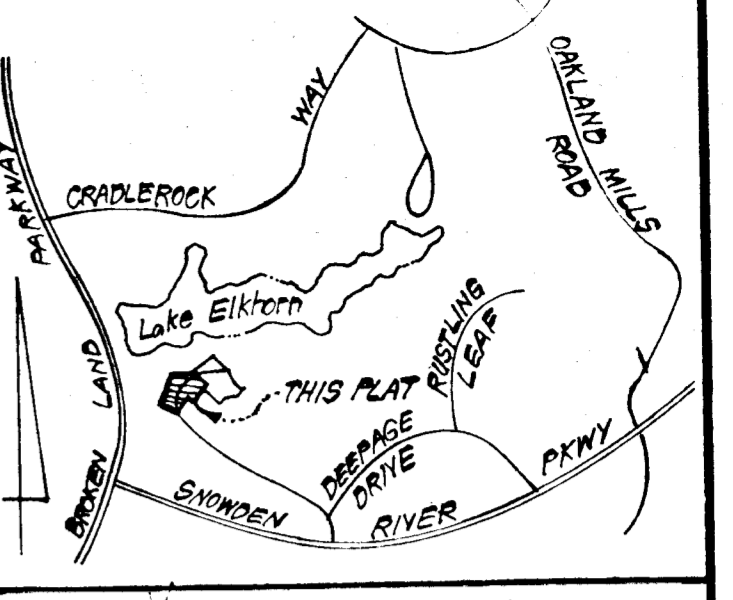 OAKLAND MILLS
ROAD
WAY
PARKWAY
CRADLEROCK
Lake Elkhorn
RUSTLING
LEAF
BROKEN LAND
THIS PLAT
DEEPAGE
DRIVE
PKWY
SNOWDEN
RIVER